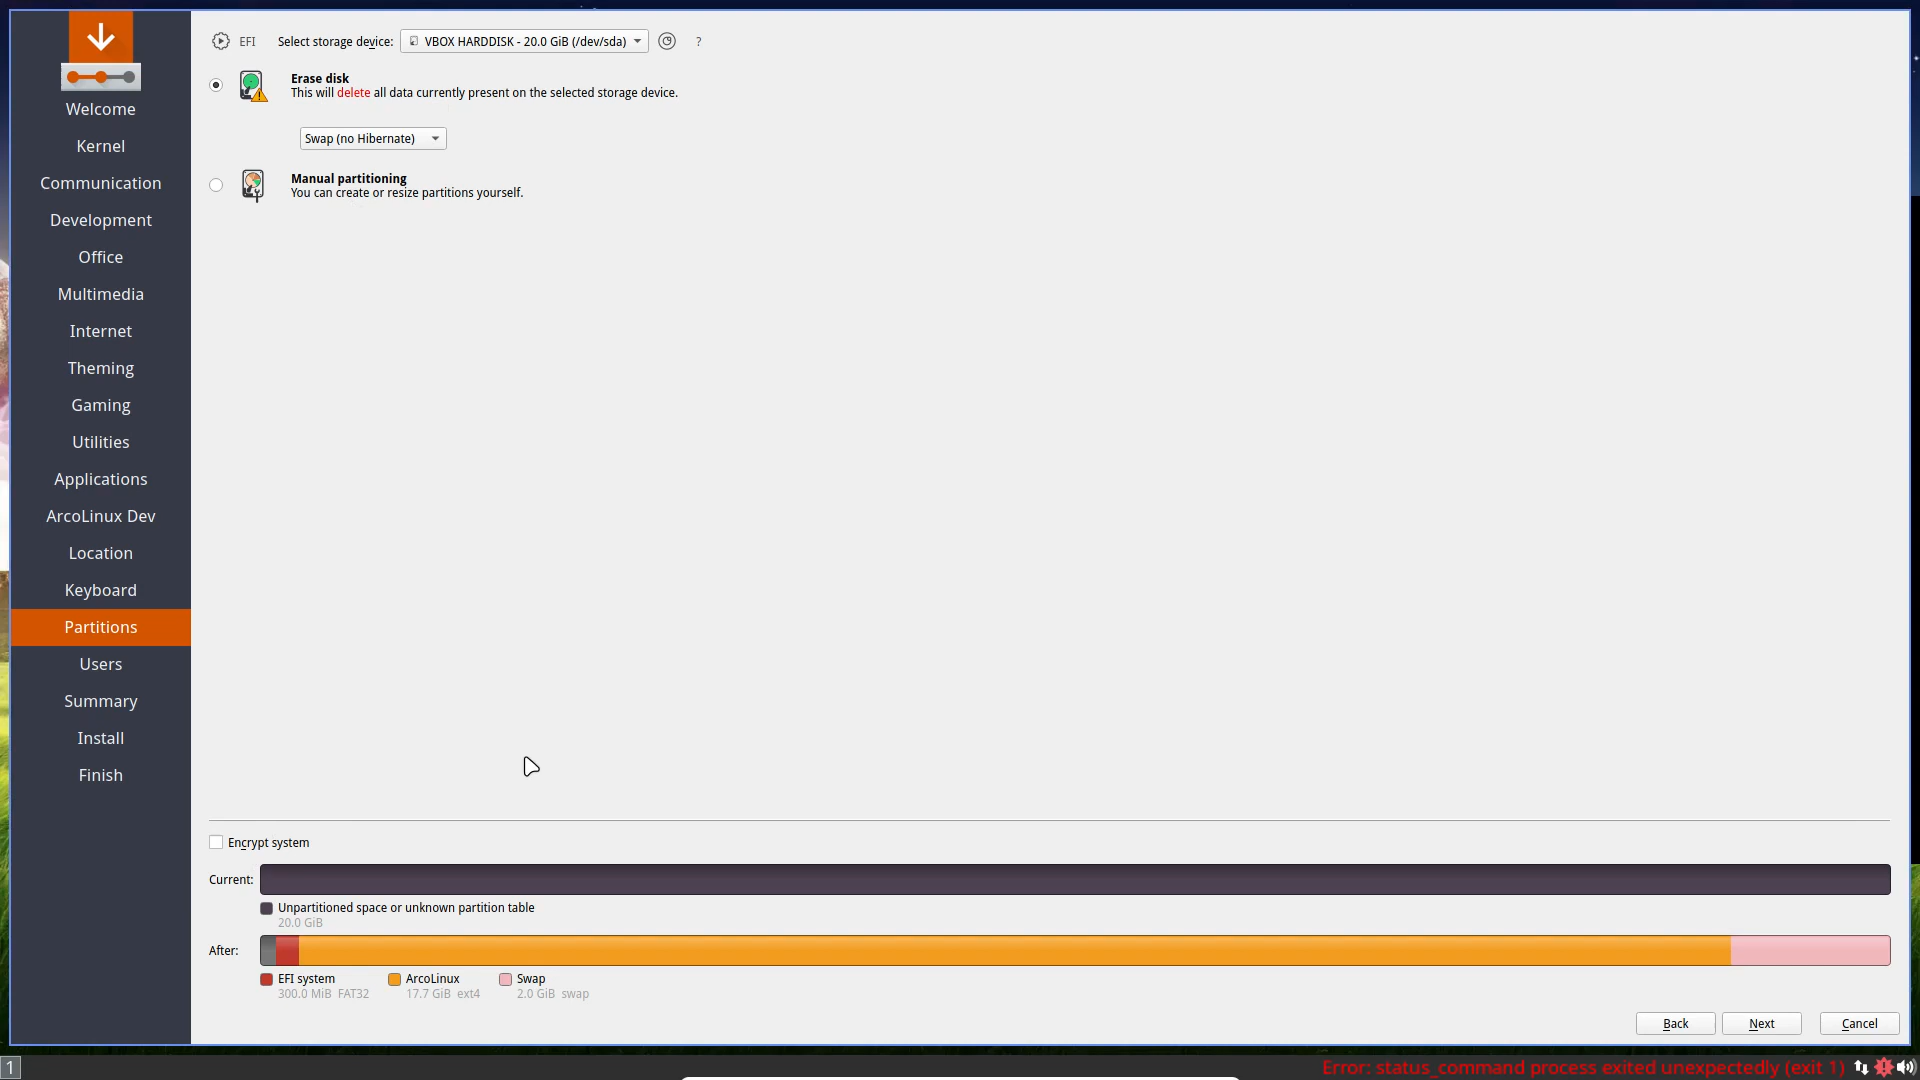 EFI Select storage device: VBOX HARDDISK - 20.0 GiB (/dev/sda) ?
Erase disk
This will delete all data currently present on the selected storage device.
Swap (no Hibernate)
Manual partitioning
You can create or resize partitions yourself.
Welcome
Kernel
Communication
Development
Office
Multimedia
Internet
Theming
Gaming
Utilities
Applications
ArcoLinux Dev
Location
Keyboard
Partitions
Users
Summary
Install
Finish
Encrypt system
Current:
Unpartitioned space or unknown partition table
20.0 GiB
After:
EFI system ArcoLinux Swap
300.0 MiB FAT32 17.7 GiB ext4 2.0 GiB swap
Back Next Cancel
1 Error: status_command process exited unexpectedly (exit 1)